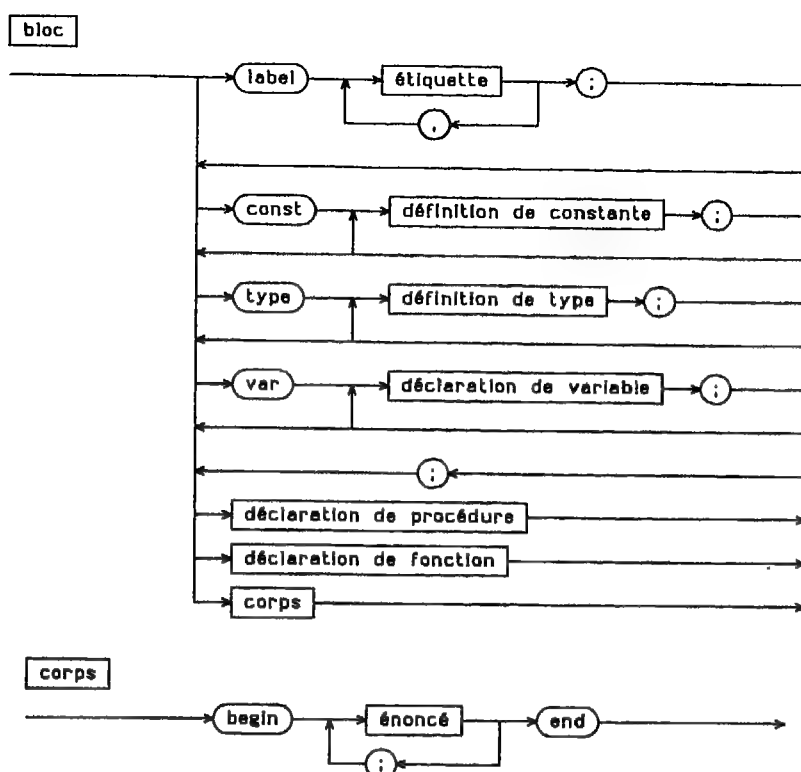 bloc
label étiquette ;
,
const définition de constante ;
type définition de type ;
var déclaration de variable ;
;
déclaration de procédure
déclaration de fonction
corps
corps
begin énoncé end
;